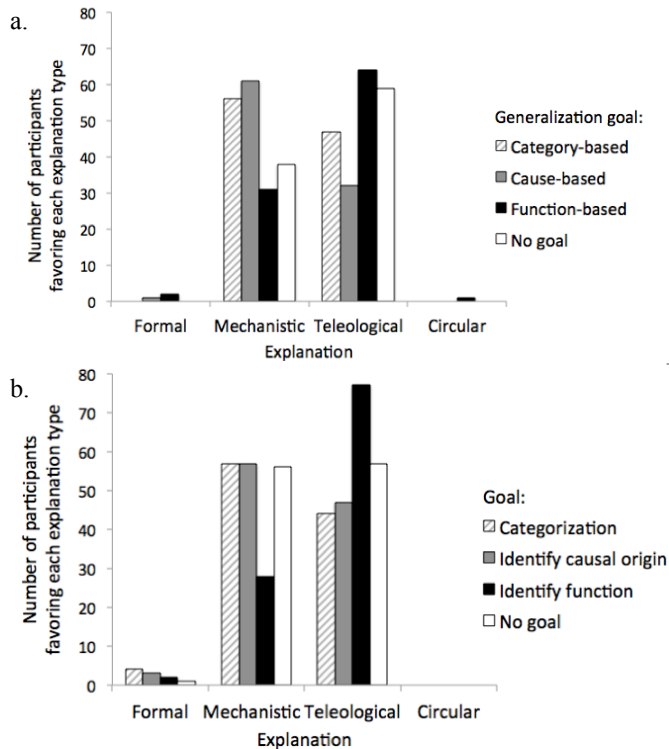 a.
Number of participants
favoring each explanation type
80
70
60
50
40
30
20
10
0
Formal Mechanistic Teleological Circular
Explanation
Generalization goal:
Category-based
Cause-based
Function-based
No goal
b.
Number of participants
favoring each explanation type
80
70
60
50
40
30
20
10
0
Formal Mechanistic Teleological Circular
Explanation
Goal:
Categorization
Identify causal origin
Identify function
No goal